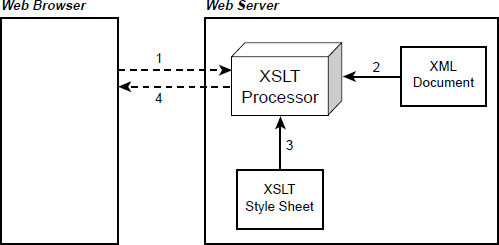 Web Browser
Web Server
1
4
XSLT
Processor
2
XML
Document
3
XSLT
Style Sheet